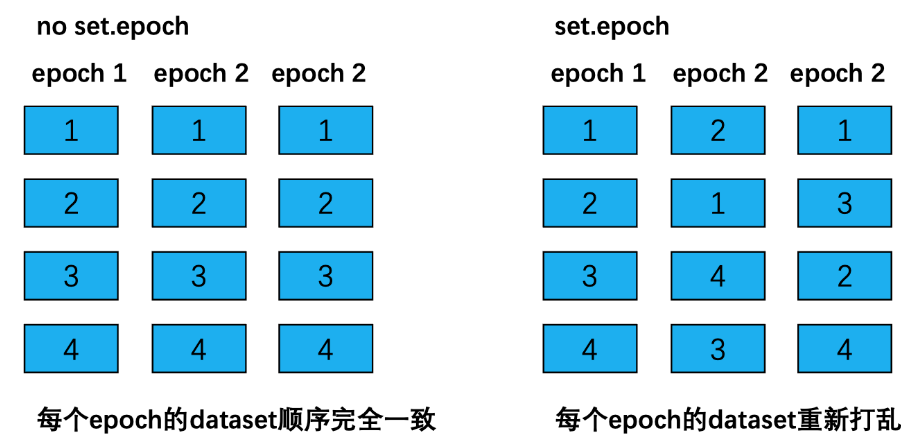 no set.epoch
epoch 1 epoch 2 epoch 2
1 1 1
2 2 2
3 3 3
4 4 4
每个epoch的dataset顺序完全一致
set.epoch
epoch 1 epoch 2 epoch 2
1 2 1
2 1 3
3 4 2
4 3 4
每个epoch的dataset重新打乱